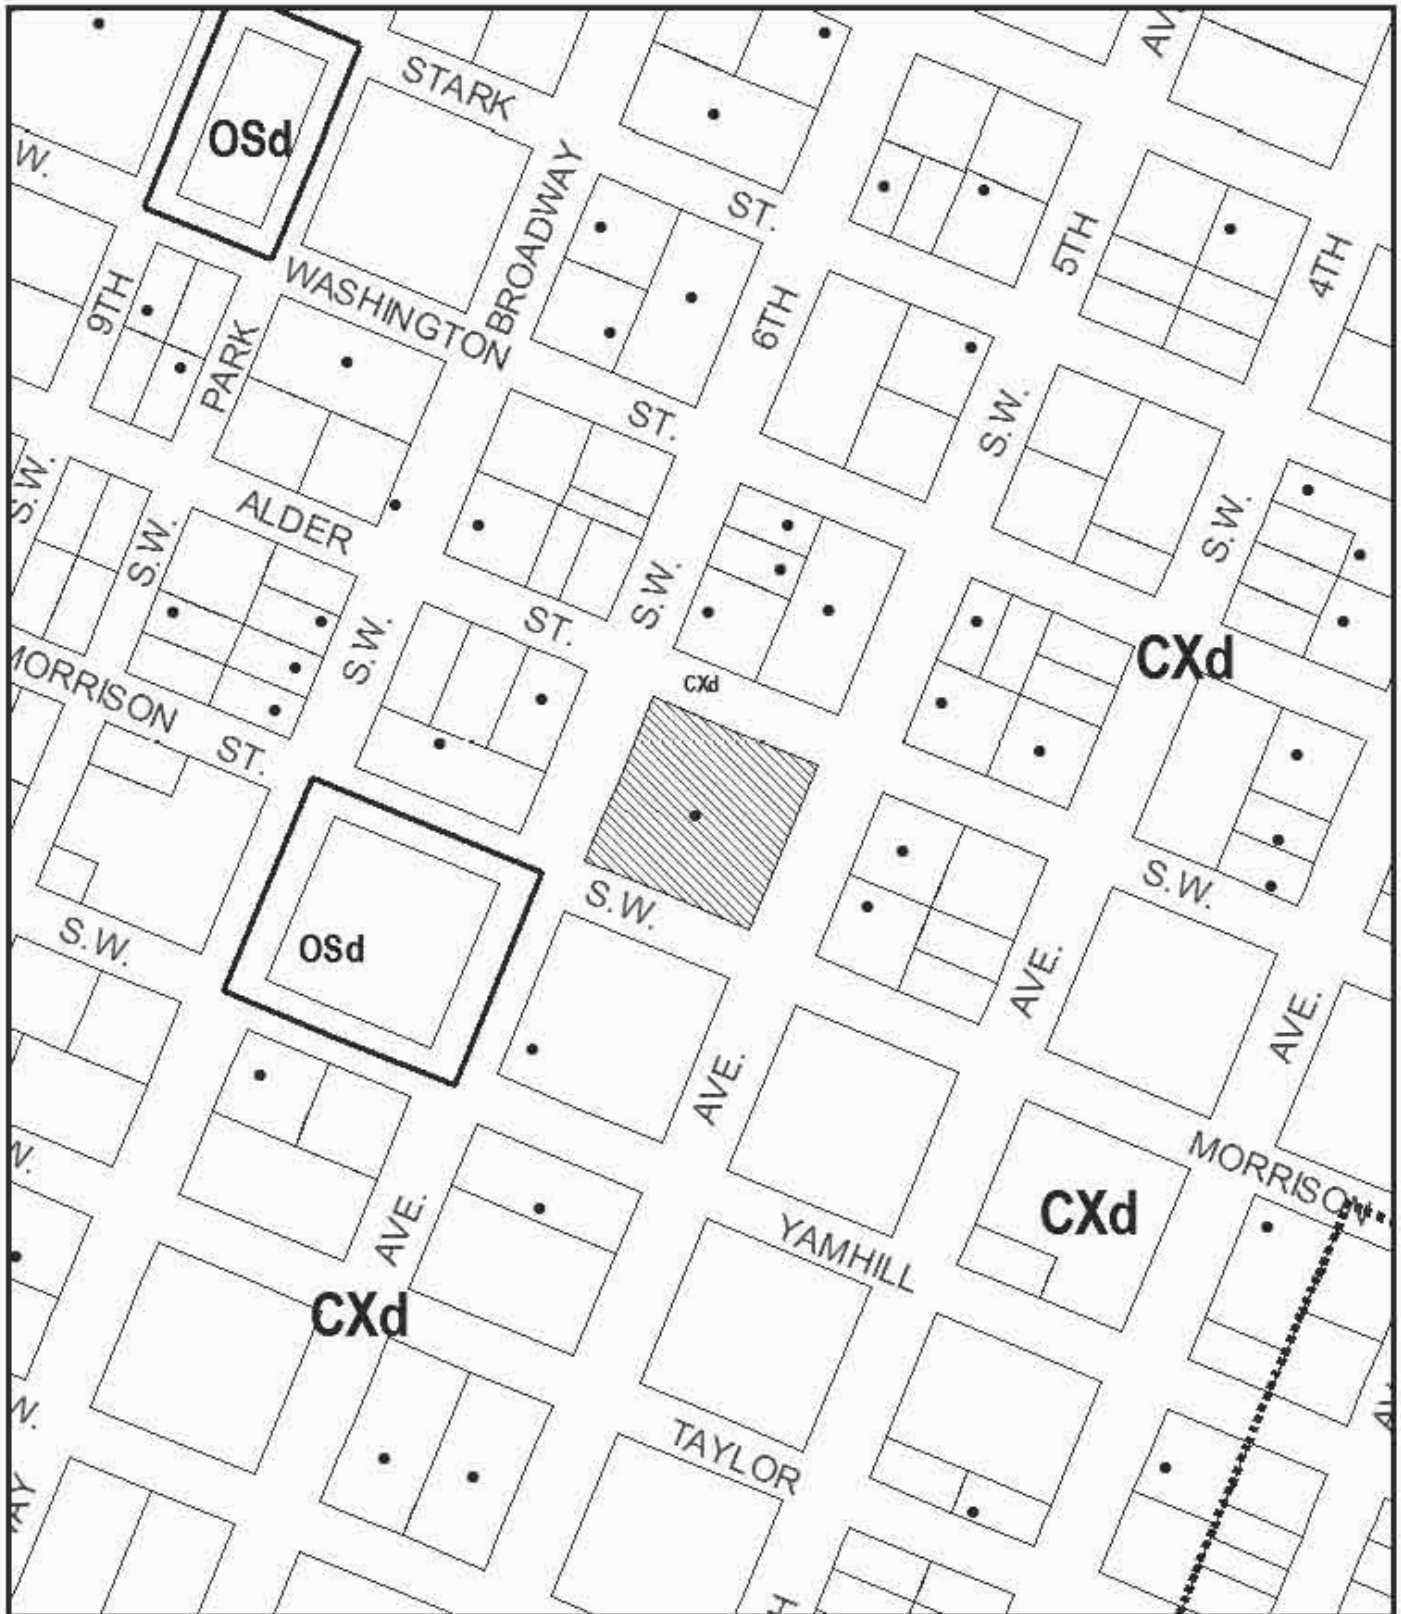 AV
STARK
OSd
W.
BROADWAY
ST.
5TH
4TH
WASHINGTON
9TH
6TH
PARK
ST.
S.W.
S.W.
ALDER
S.W.
S.W.
S.W.
ST.
S.W.
CXd
MORRISON
CXd
ST.
S.W.
S.W.
S.W.
OSd
AVE.
AVE.
AVE.
MORRISON
W.
CXd
AVE.
YAMHILL
CXd
TAYLOR